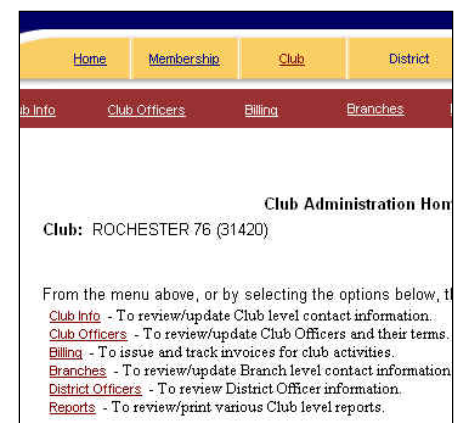 Home Membership Club District
ub Info Club Officers Billing Branches
Club Administration Hom
Club: ROCHESTER 76 (31420)
From the menu above, or by selecting the options below, th
Club Info - To review/update Club level contact information.
Club Officers - To review/update Club Officers and their terms.
Billing - To issue and track invoices for club activities.
Branches - To review/update Branch level contact information
District Officers - To review District Officer information.
Reports - To review/print various Club level reports.